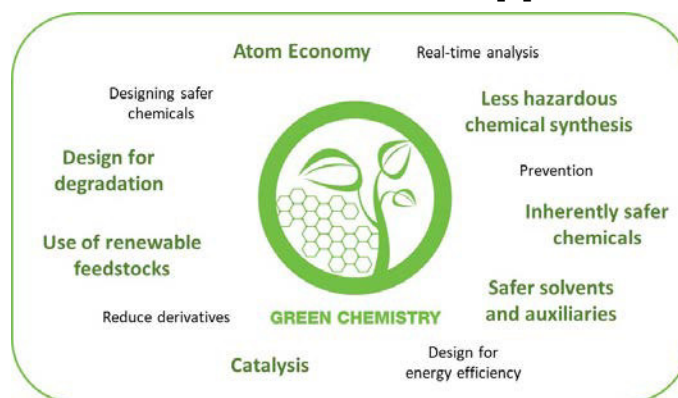 Atom Economy
Real-time analysis
Designing safer
chemicals
Less hazardous
chemical synthesis
Design for
degradation
Prevention
Inherently safer
chemicals
Use of renewable
feedstocks
Safer solvents
and auxiliaries
Reduce derivatives
GREEN CHEMISTRY
Catalysis
Design for
energy efficiency